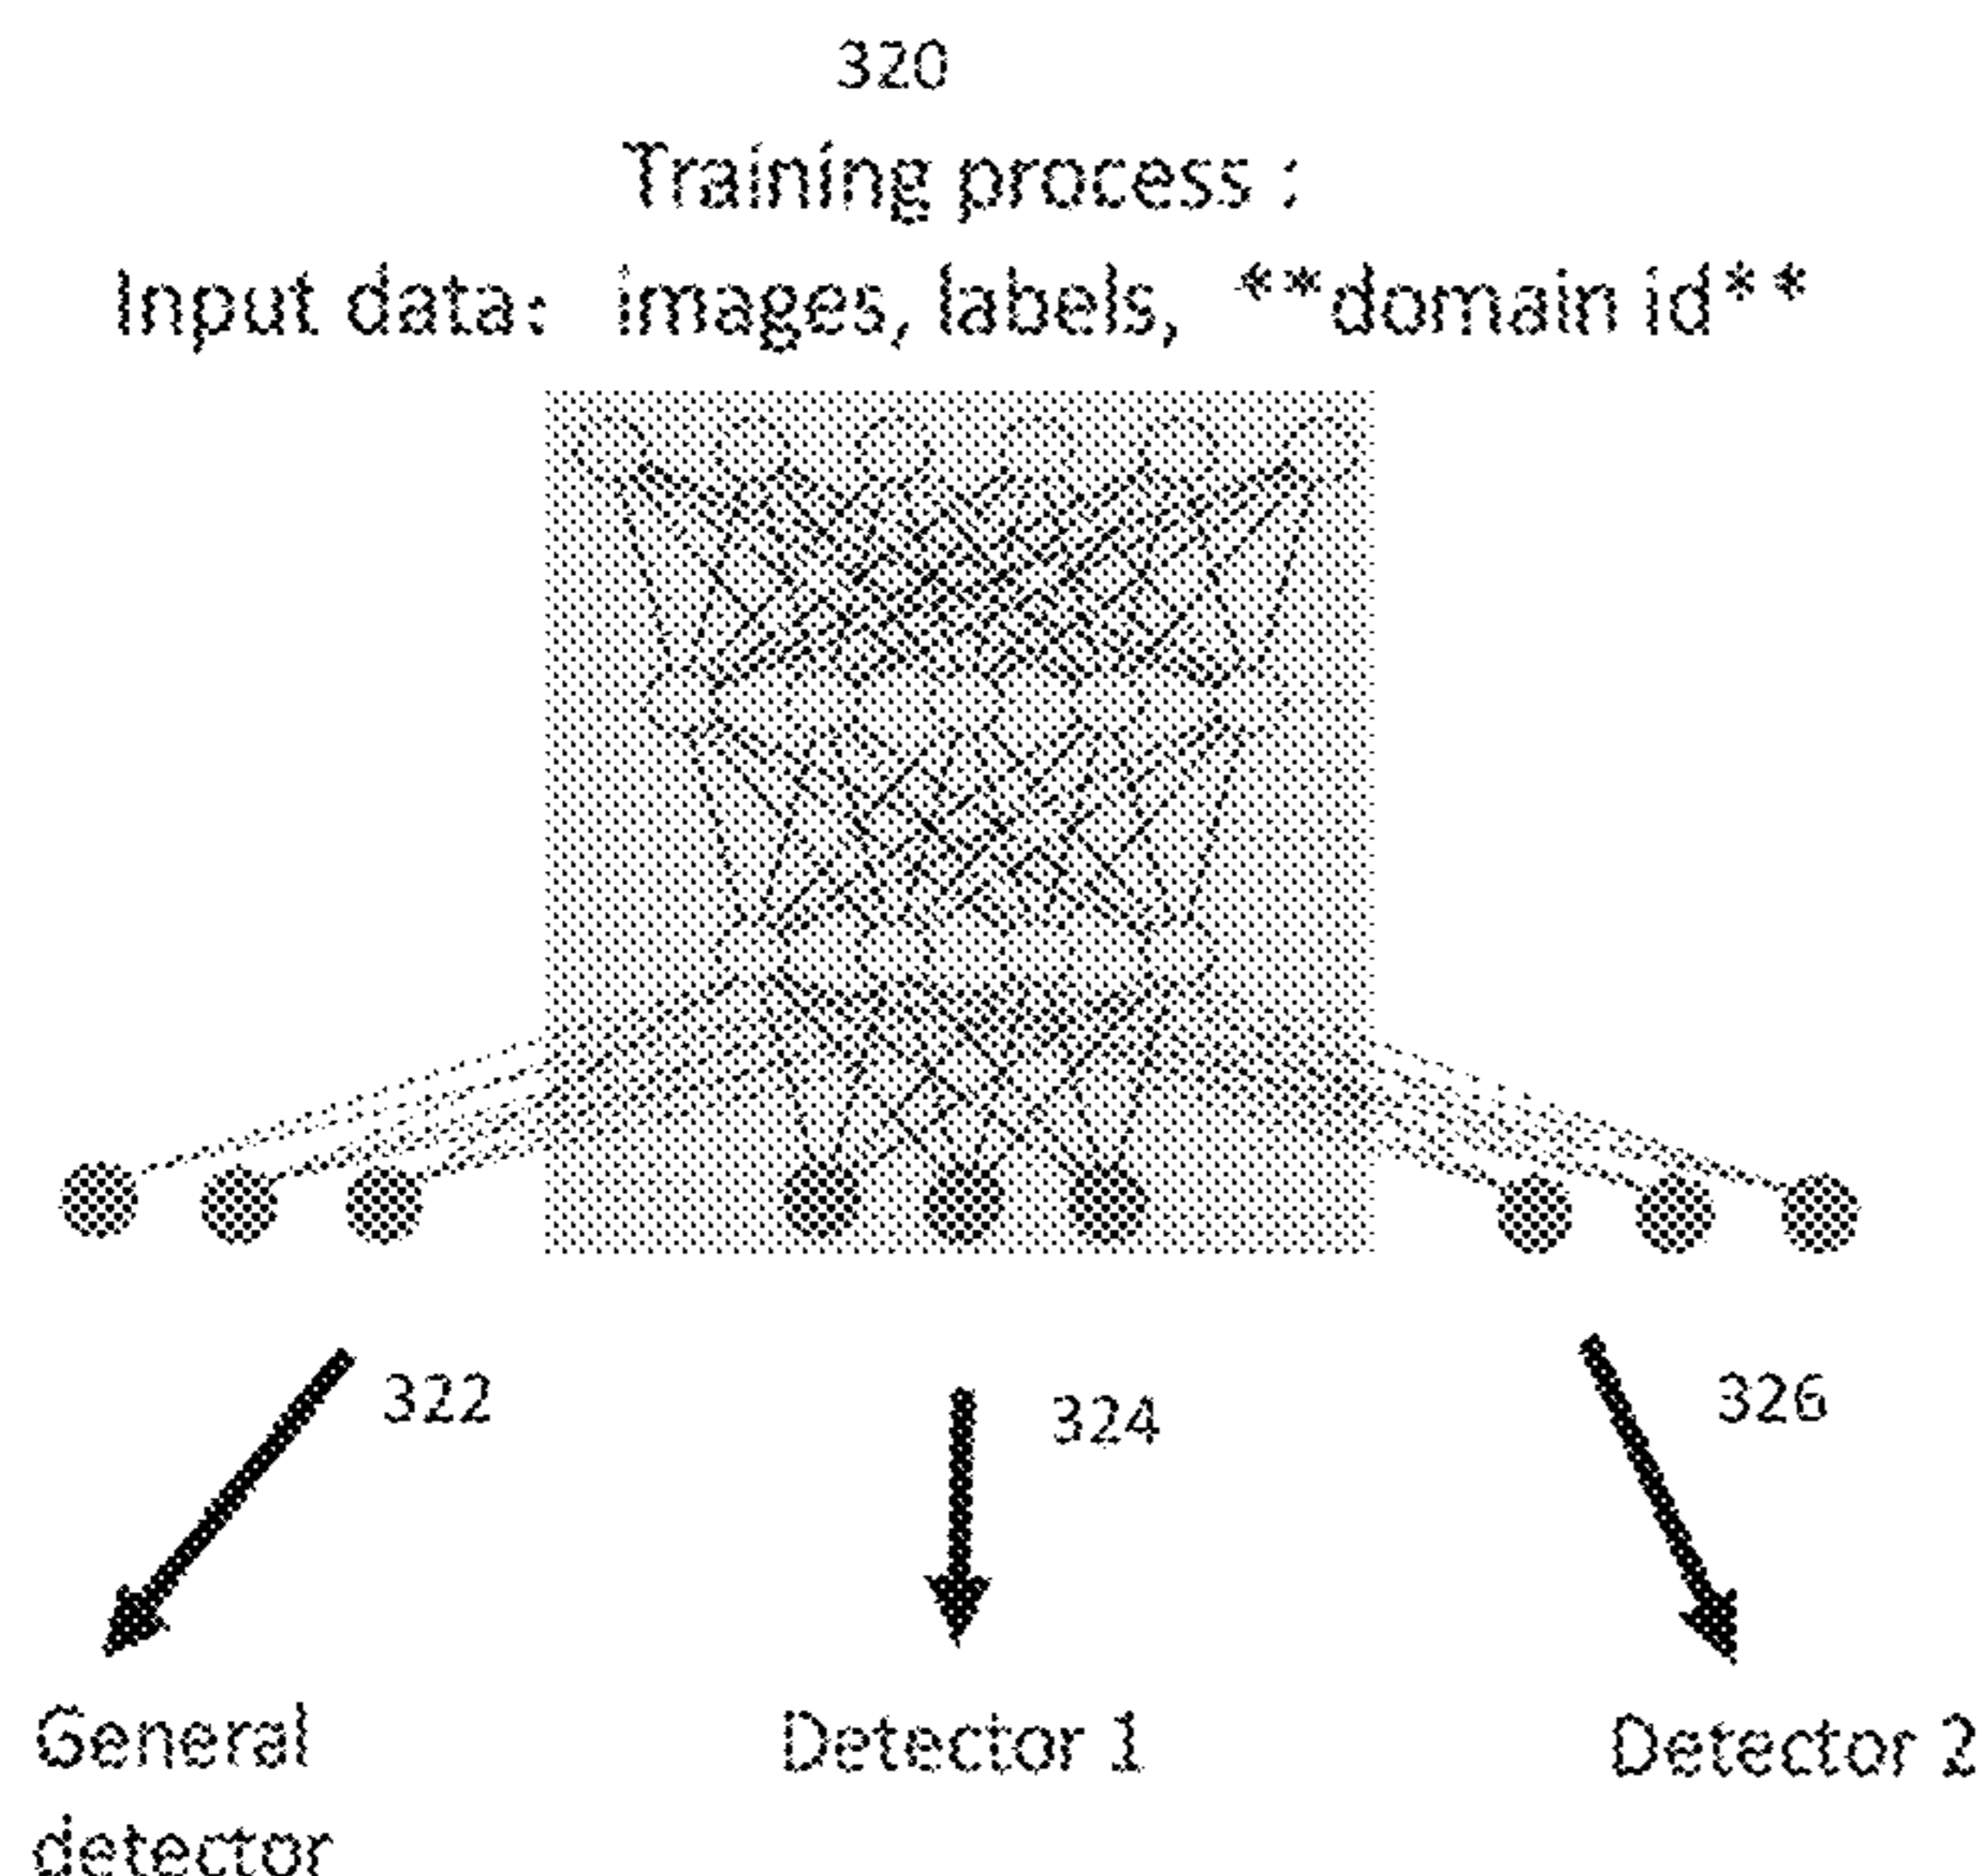 320
Training process :
Input data: images, labels, **domain id**
322
324
326
General
detector
Detector 1
Detector 2